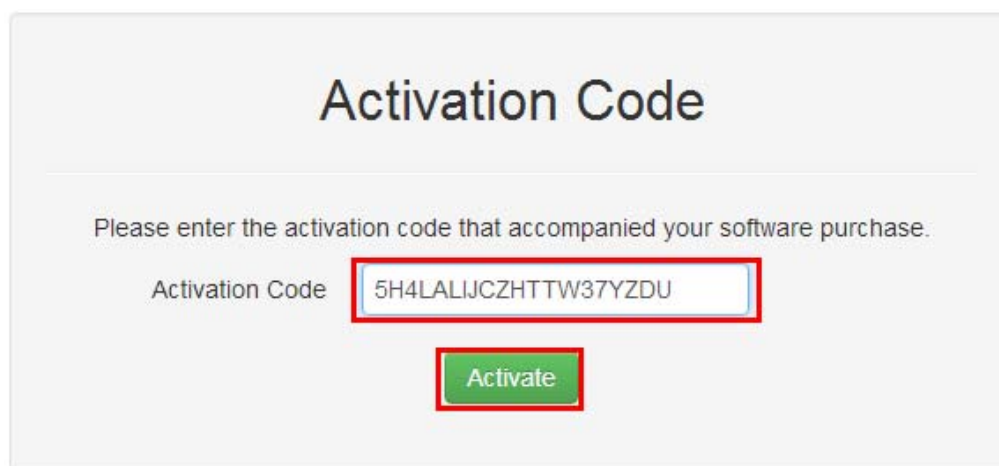 Activation Code
Please enter the activation code that accompanied your software purchase.
Activation Code 5H4LALIJCZHTTW37YZDU
Activate